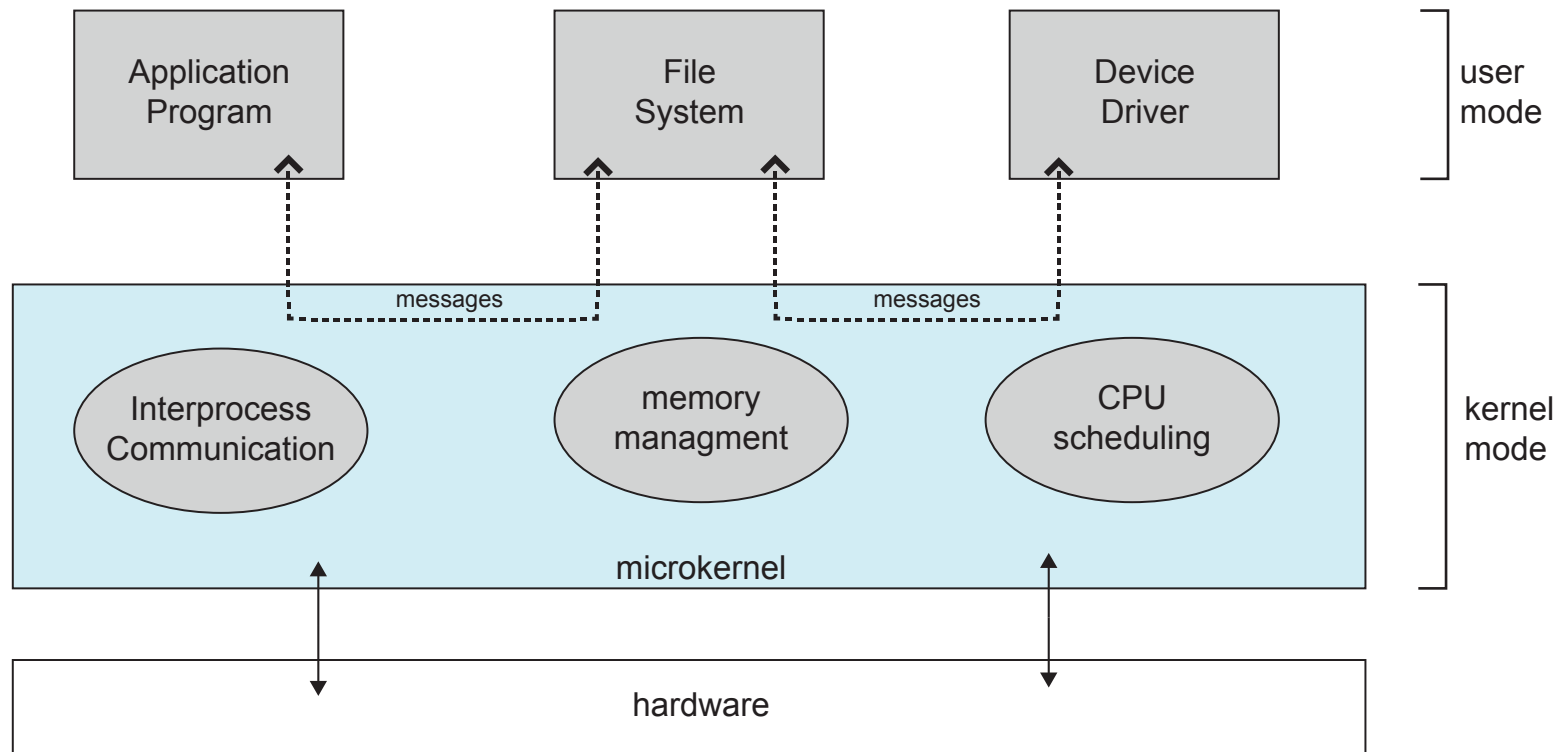 Application
Program
File
System
Device
Driver
user
mode
messages
messages
Interprocess
Communication
memory
managment
CPU
scheduling
kernel
mode
microkernel
hardware